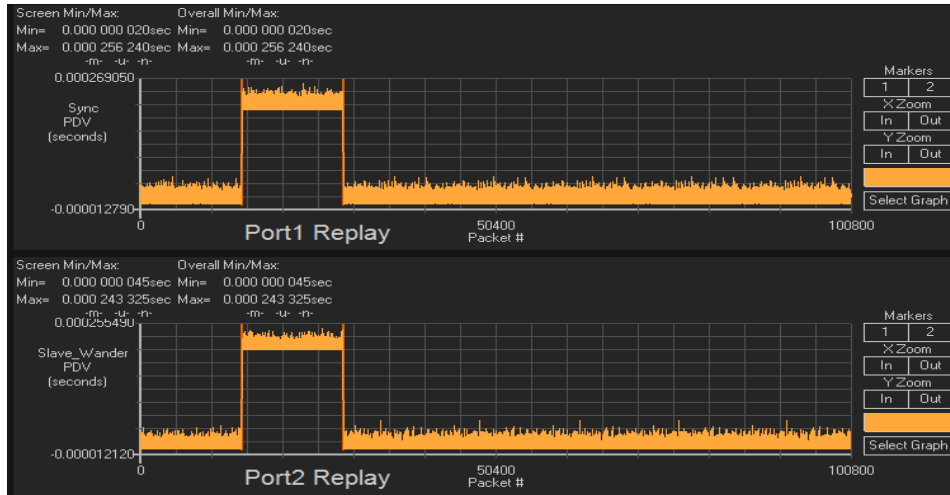 Screen Min/Max: Overall Min/Max:
Min= 0.000 000 020sec Min= 0.000 000 020sec
Max= 0.000 256 240sec Max= 0.000 256 240sec
-m- -u- -n- -m- -u- -n-
0.000269050
Sync
PDV
(seconds)
-0.000012790
0 50400 100800
Port1 Replay
Packet #
Markers
1 2
X Zoom
In Out
Y Zoom
In Out
Select Graph
Screen Min/Max: Overall Min/Max:
Min= 0.000 000 045sec Min= 0.000 000 045sec
Max= 0.000 243 325sec Max= 0.000 243 325sec
-m- -u- -n- -m- -u- -n-
0.000255490
Slave_Wander
PDV
(seconds)
-0.000012120
0 50400 100800
Port2 Replay
Packet #
Markers
1 2
X Zoom
In Out
Y Zoom
In Out
Select Graph